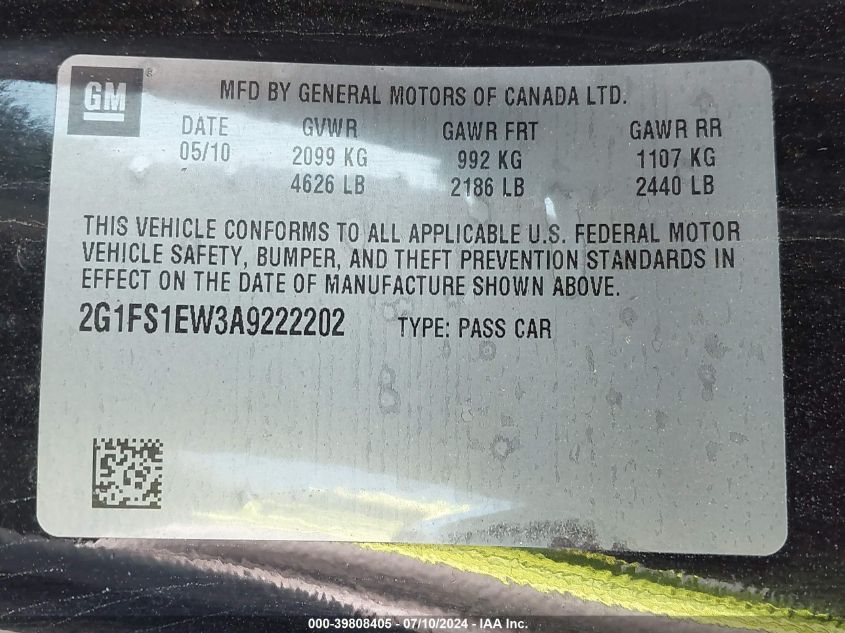 GM
MFD BY GENERAL MOTORS OF CANADA LTD.
DATE GVWR GAWR FRT GAWR RR
05/10 2099 KG 992 KG 1107 KG
4626 LB 2186 LB 2440 LB
THIS VEHICLE CONFORMS TO ALL APPLICABLE U.S. FEDERAL MOTOR
VEHICLE SAFETY, BUMPER, AND THEFT PREVENTION STANDARDS IN
EFFECT ON THE DATE OF MANUFACTURE SHOWN ABOVE.
2G1FS1EW3A9222202 TYPE: PASS CAR
000-39808405 - 07/10/2024 - IAA Inc.